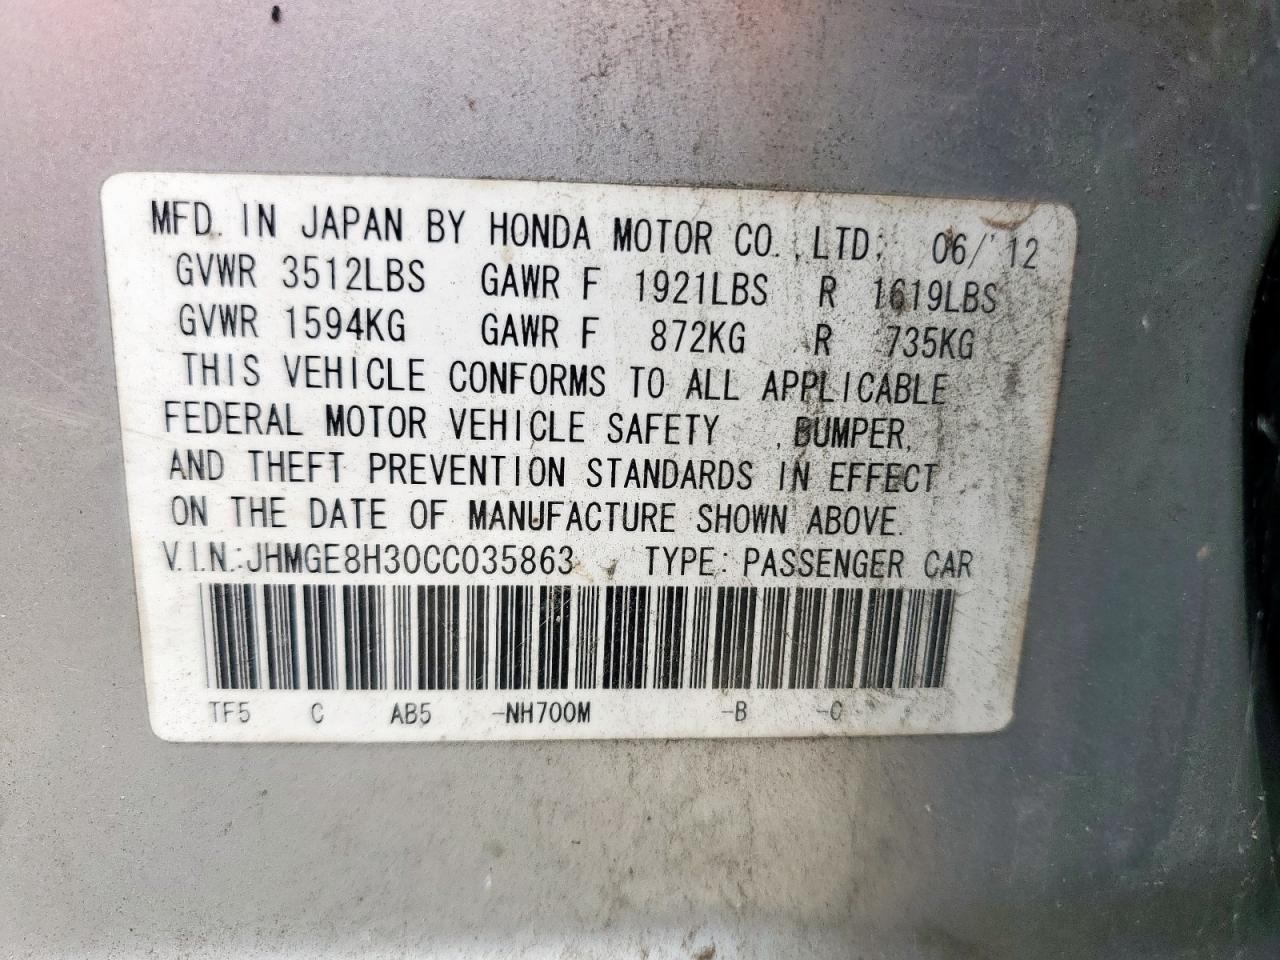 MFD. IN JAPAN BY HONDA MOTOR CO., LTD. 06/'12
GVWR 3512LBS GAWR F 1921LBS R 1619LBS
GVWR 1594KG GAWR F 872KG R 735KG
THIS VEHICLE CONFORMS TO ALL APPLICABLE
FEDERAL MOTOR VEHICLE SAFETY , BUMPER,
AND THEFT PREVENTION STANDARDS IN EFFECT
ON THE DATE OF MANUFACTURE SHOWN ABOVE.
V.I.N.:JHMGE8H30CC035863 TYPE: PASSENGER CAR
TF5 C AB5 -NH700M -B -C